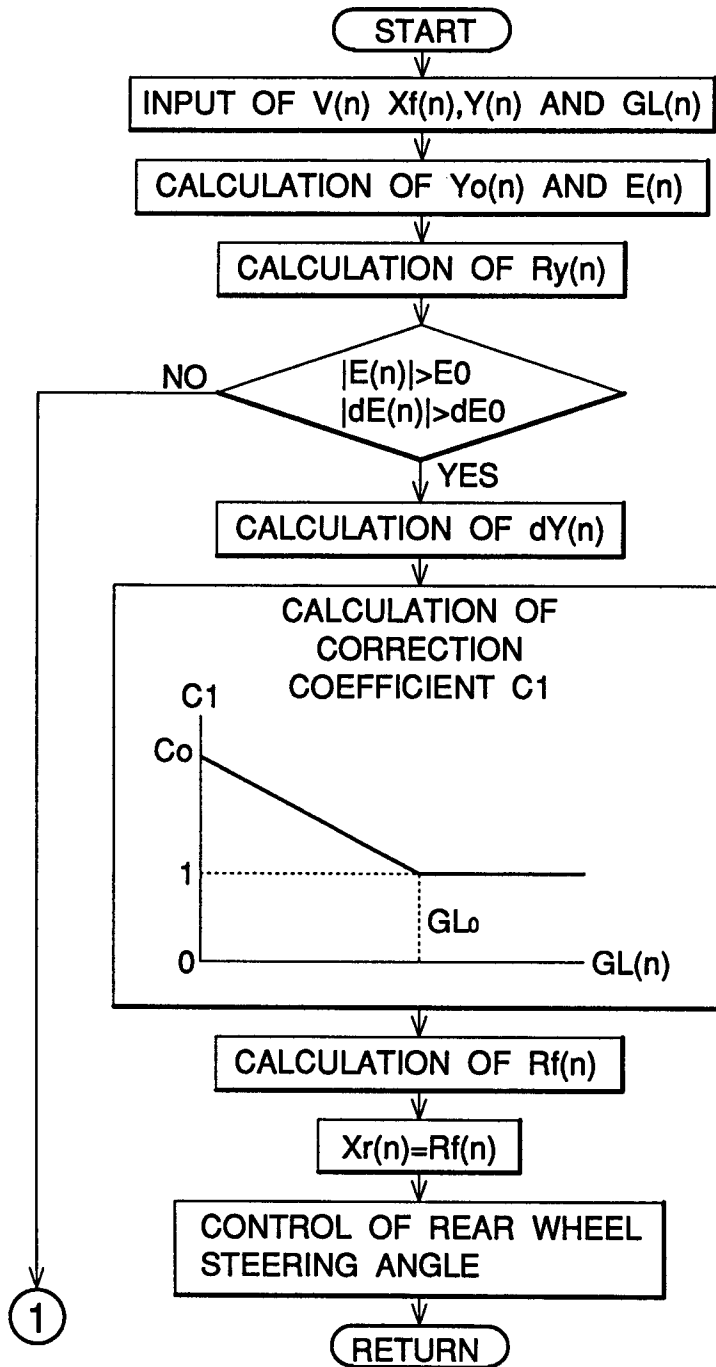 START
INPUT OF V(n) Xf(n),Y(n) AND GL(n)
CALCULATION OF Yo(n) AND E(n)
CALCULATION OF Ry(n)
NO
|E(n)|>E0
|dE(n)|>dE0
YES
CALCULATION OF dY(n)
CALCULATION OF
CORRECTION
COEFFICIENT C1
C1
Co
1
GL0
0
GL(n)
CALCULATION OF Rf(n)
Xr(n)=Rf(n)
CONTROL OF REAR WHEEL
STEERING ANGLE
1
RETURN